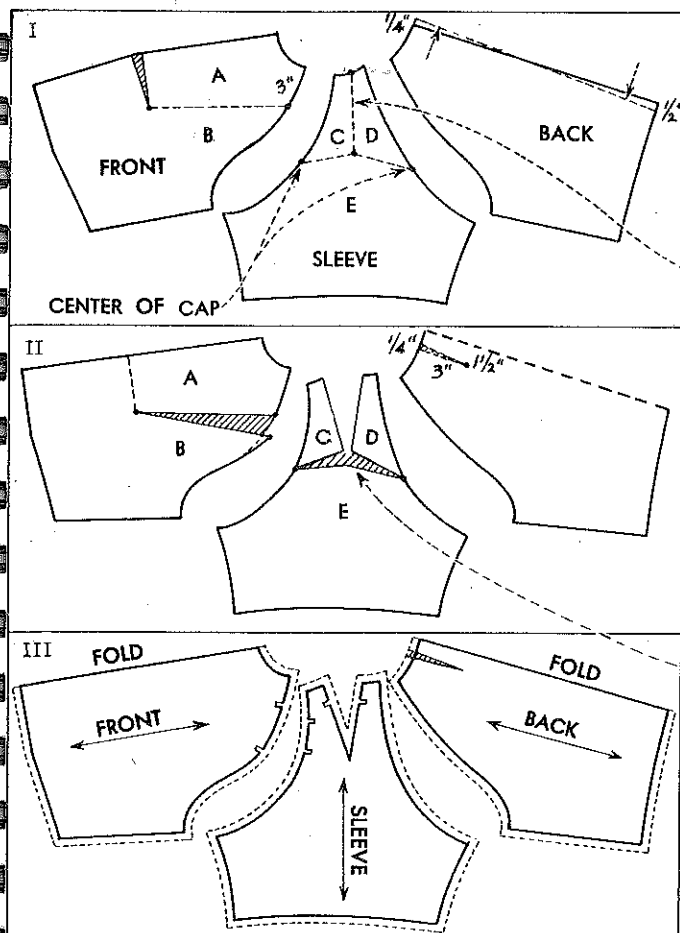 I
1/4"
A
3"
1/2"
B
C D
BACK
FRONT
E
SLEEVE
CENTER OF CAP
II
1/4"
1 1/2"
3"
A
B
C
D
E
III
FOLD
FOLD
FRONT
BACK
SLEEVE